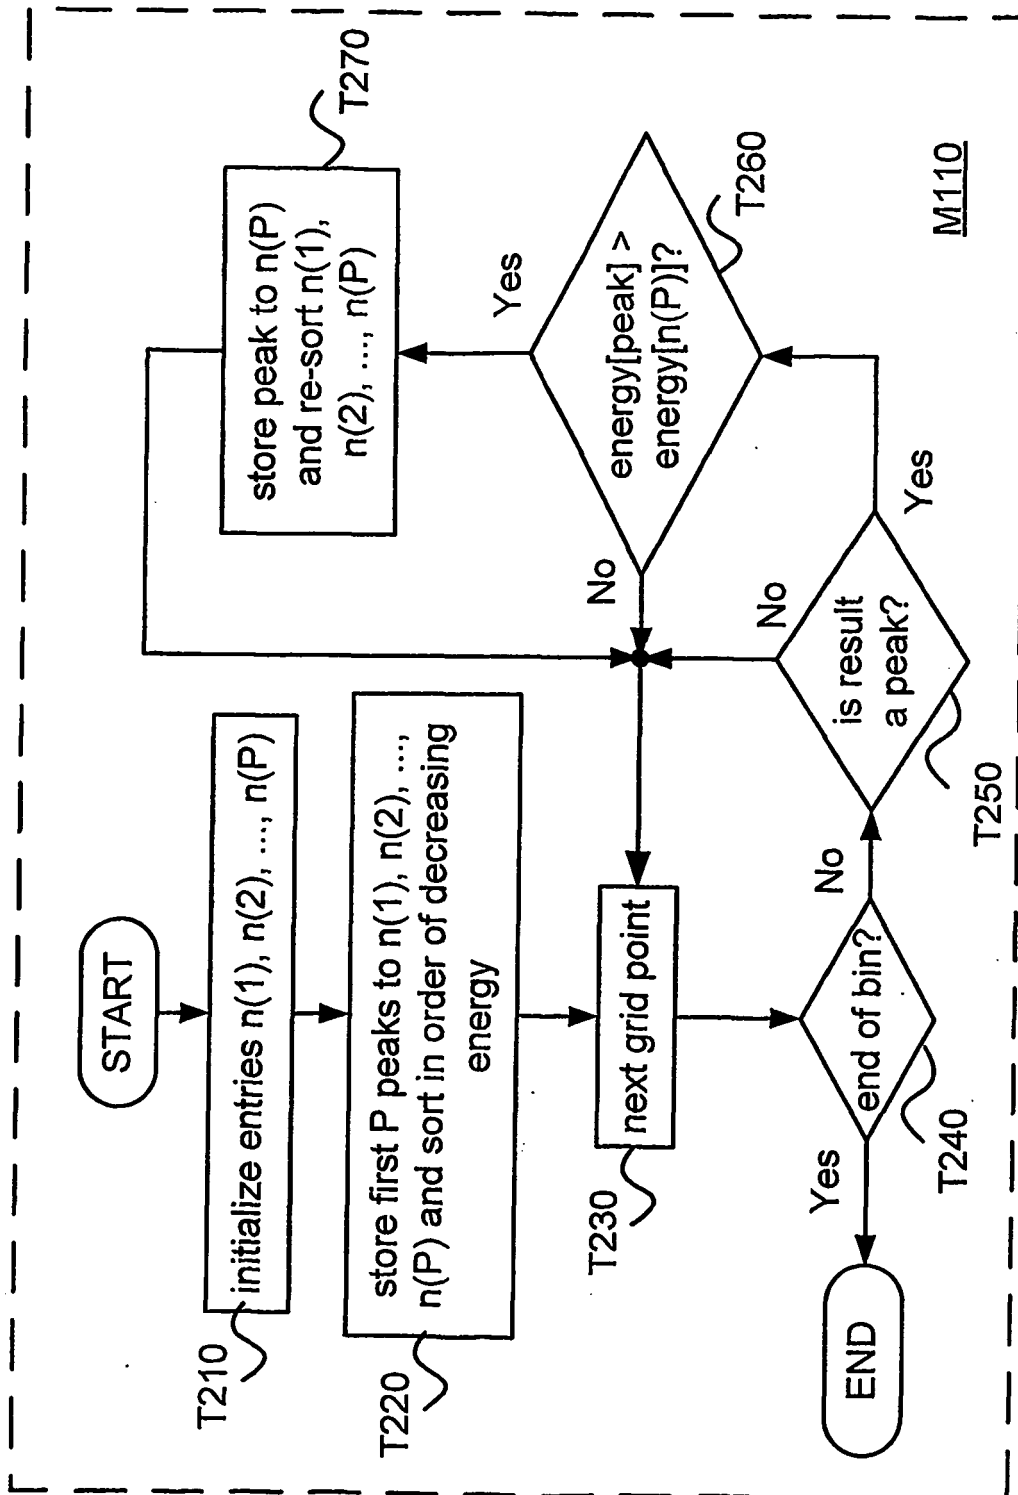 START
initialize entries n(1), n(2), ..., n(P)
T210
store first P peaks to n(1), n(2), ...,
n(P) and sort in order of decreasing
energy
T220
next grid point
T230
end of bin?
T240
Yes
No
END
is result
a peak?
T250
No
Yes
energy[peak] >
energy[n(P)]?
T260
No
Yes
store peak to n(P)
and re-sort n(1),
n(2), ..., n(P)
T270
M110